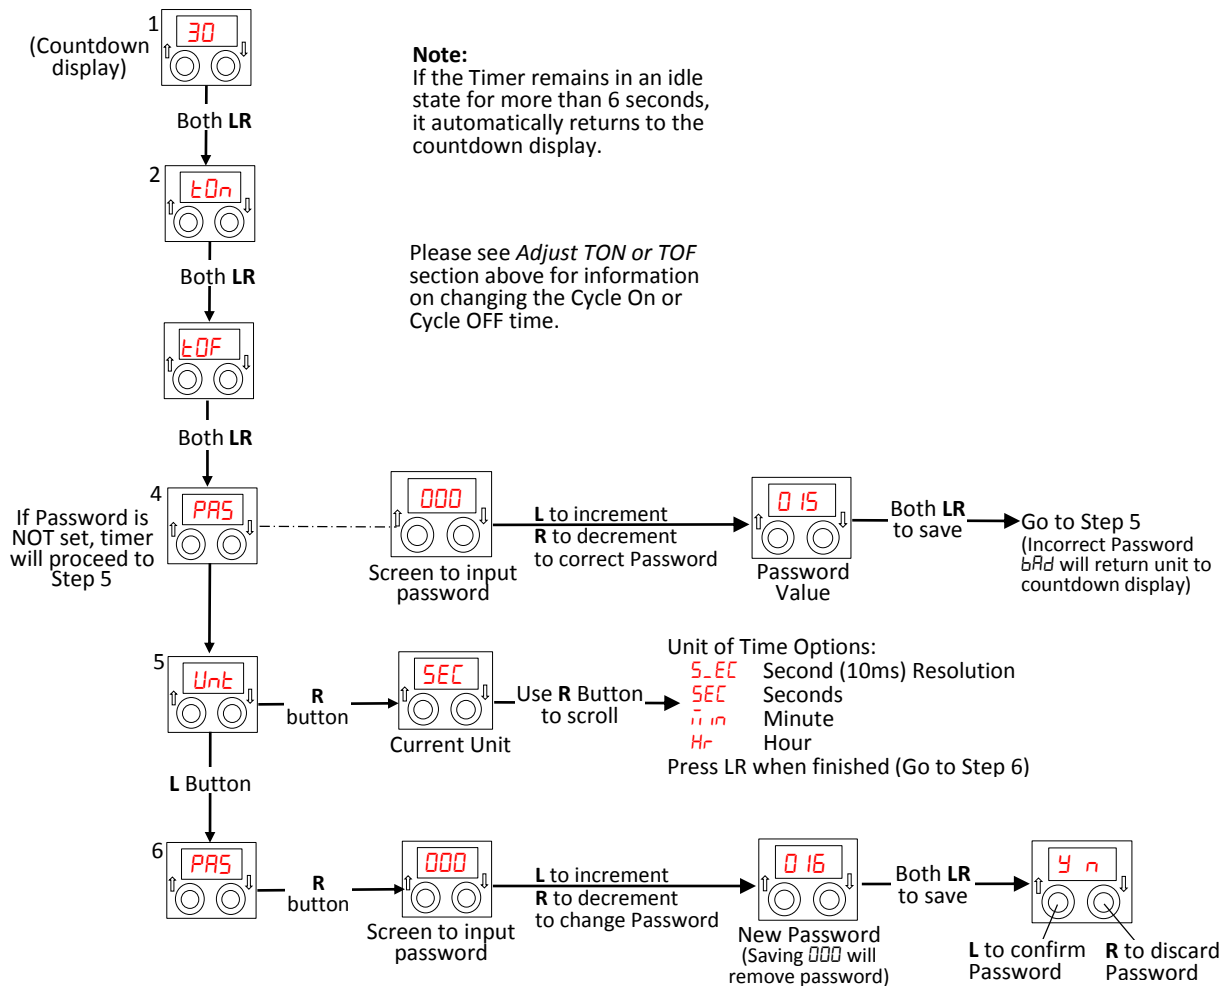 1
30
(Countdown
display)
⇧ ⇩
Note:
If the Timer remains in an idle
state for more than 6 seconds,
it automatically returns to the
countdown display.
Both LR
2
tOn
⇧ ⇩
Both LR
Please see Adjust TON or TOF
section above for information
on changing the Cycle On or
Cycle OFF time.
tOF
⇧ ⇩
Both LR
4
PAS
⇧ ⇩
If Password is
NOT set, timer
will proceed to
Step 5
000
⇧ ⇩
Screen to input
password
L to increment
R to decrement
to correct Password
015
⇧ ⇩
Password
Value
Both LR
to save
Go to Step 5
(Incorrect Password
bAd will return unit to
countdown display)
5
Unt
⇧ ⇩
R
button
SEC
⇧ ⇩
Current Unit
Use R Button
to scroll
Unit of Time Options:
S_EC Second (10ms) Resolution
SEC Seconds
min Minute
Hr Hour
Press LR when finished (Go to Step 6)
L Button
6
PAS
⇧ ⇩
R
button
000
⇧ ⇩
Screen to input
password
L to increment
R to decrement
to change Password
016
⇧ ⇩
New Password
(Saving 000 will
remove password)
Both LR
to save
y n
⇧ ⇩
L to confirm
Password
R to discard
Password